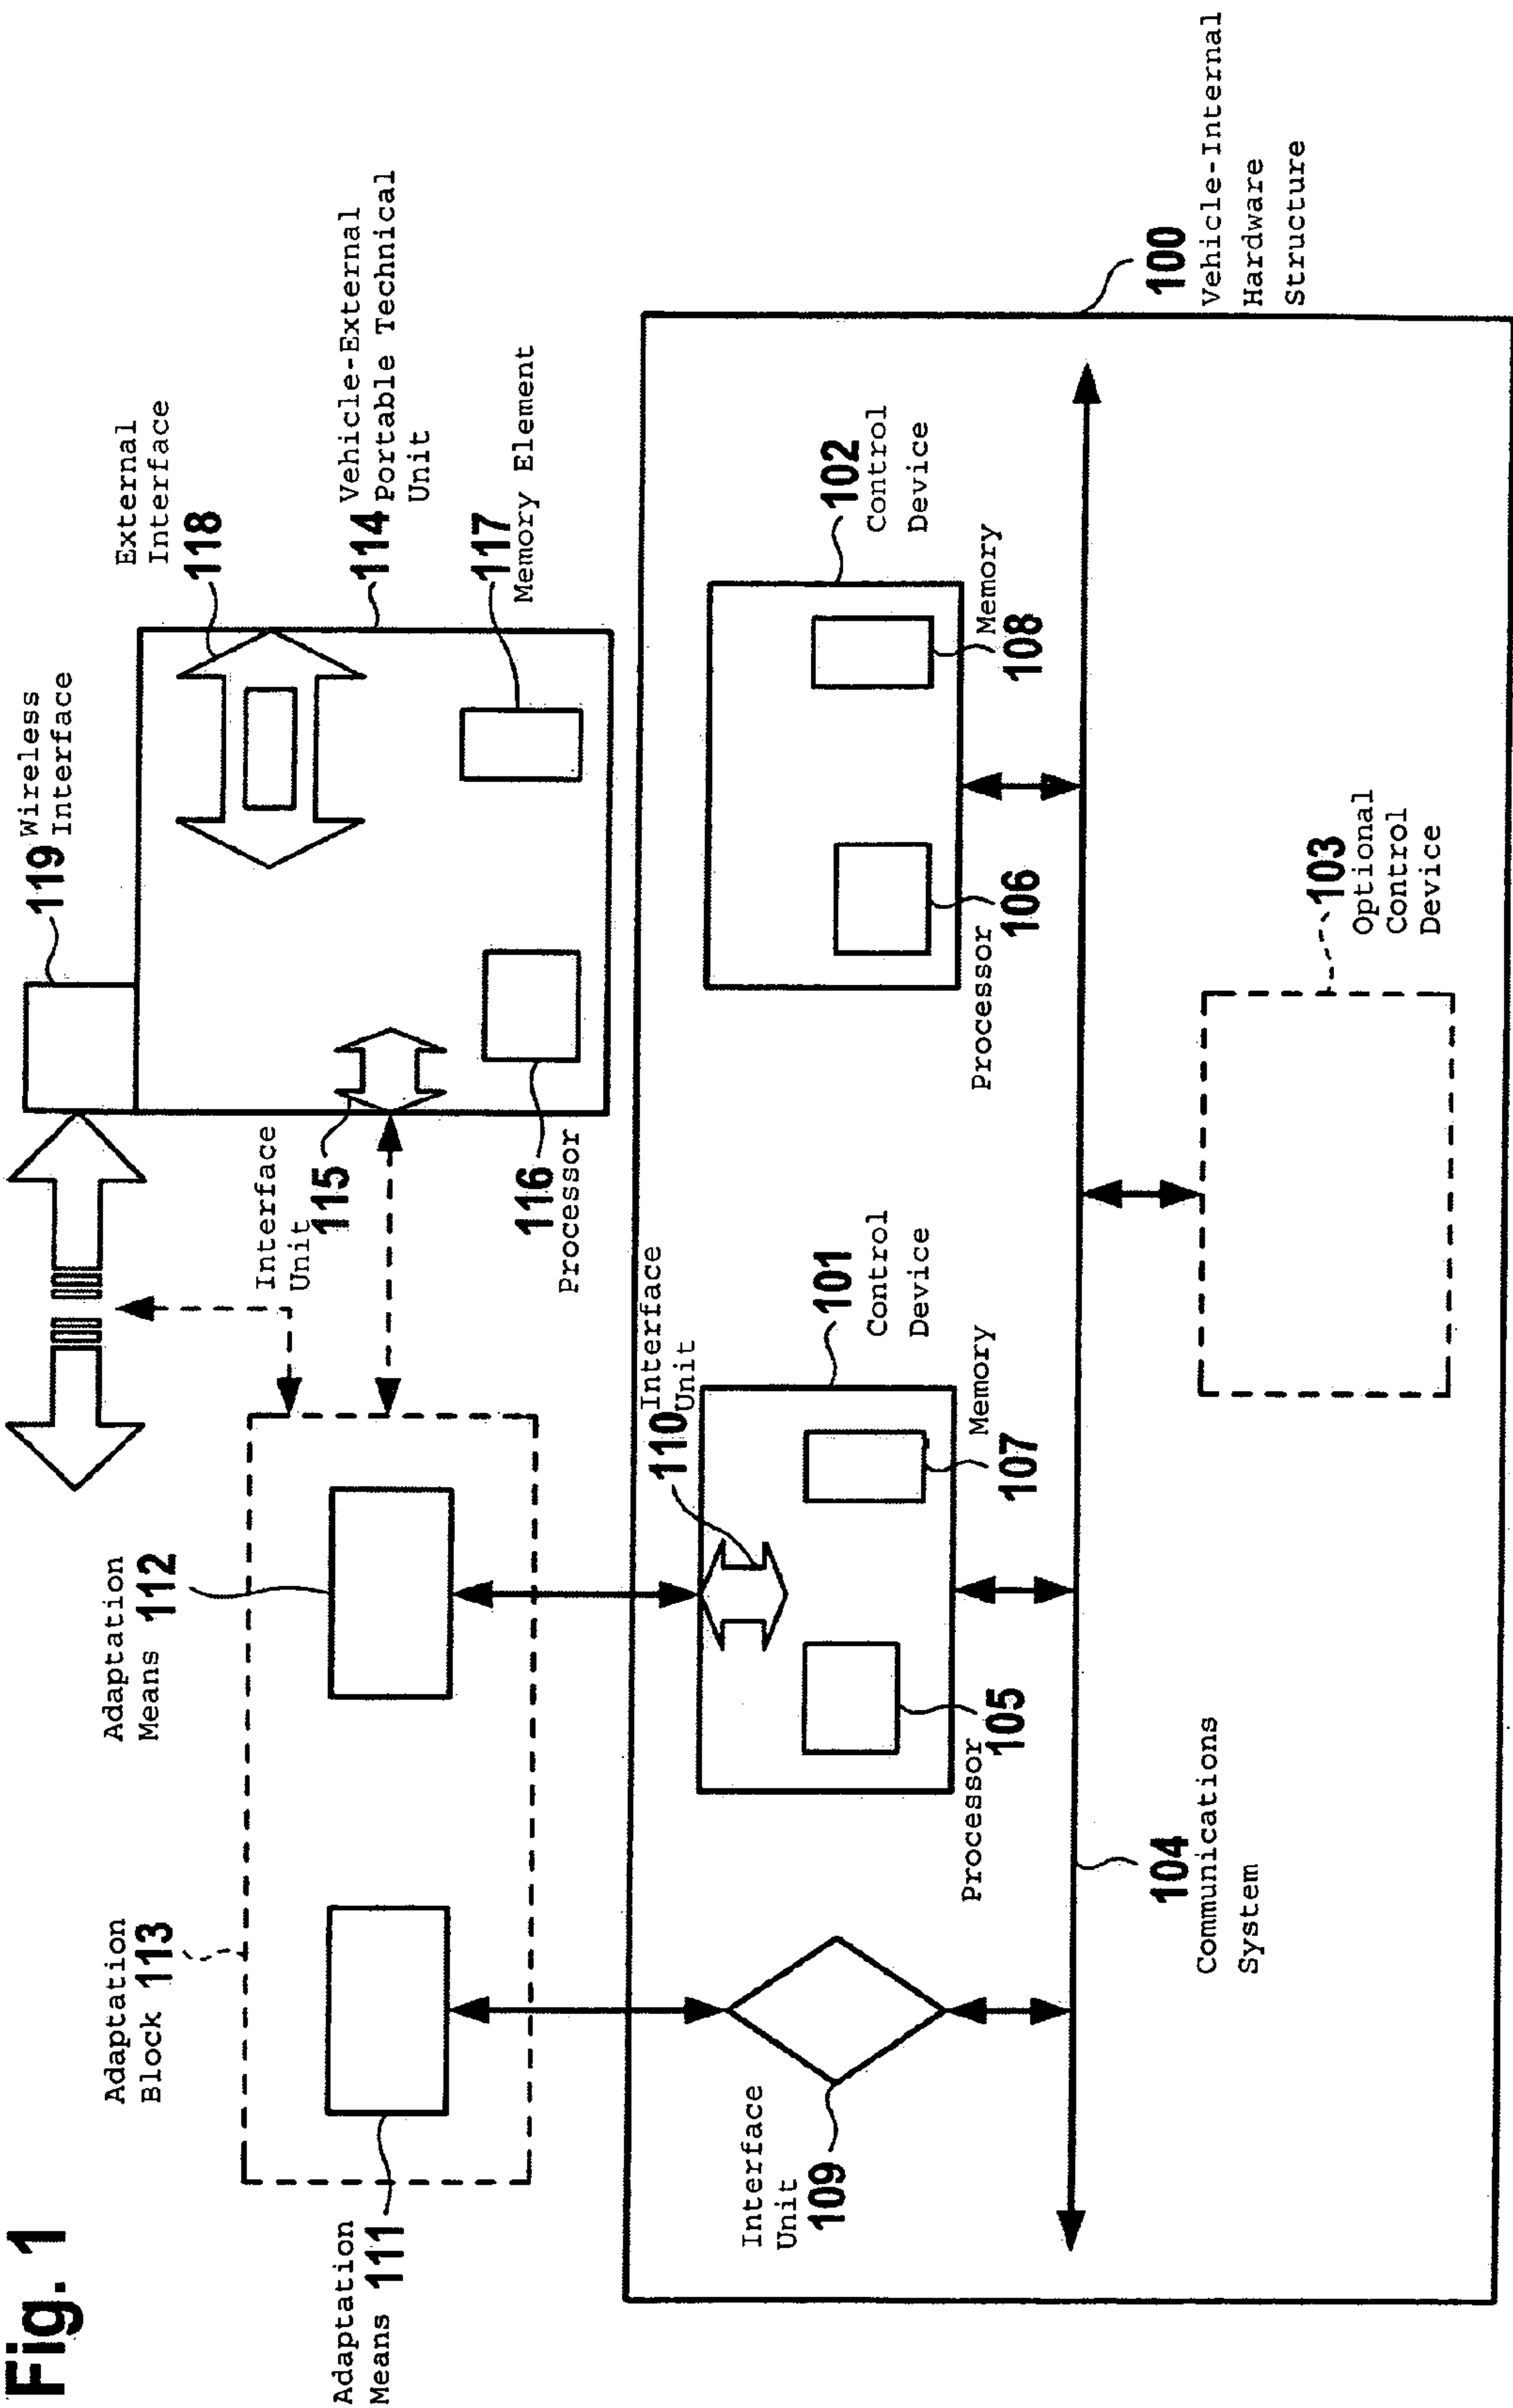 Fig. 1
Adaptation
Means 111
Adaptation
Block 113
Adaptation
Means 112
119 Wireless
Interface
External
Interface
118
Interface
Unit
115
114 Vehicle-External
Portable Technical
Unit
116
Processor
117
Memory Element
Interface
Unit
109
Interface
Unit
110
101
Control
Device
102
Control
Device
Processor
105
Memory
107
Processor
106
Memory
108
104
Communications
System
103
Optional
Control
Device
100
Vehicle-Internal
Hardware
Structure